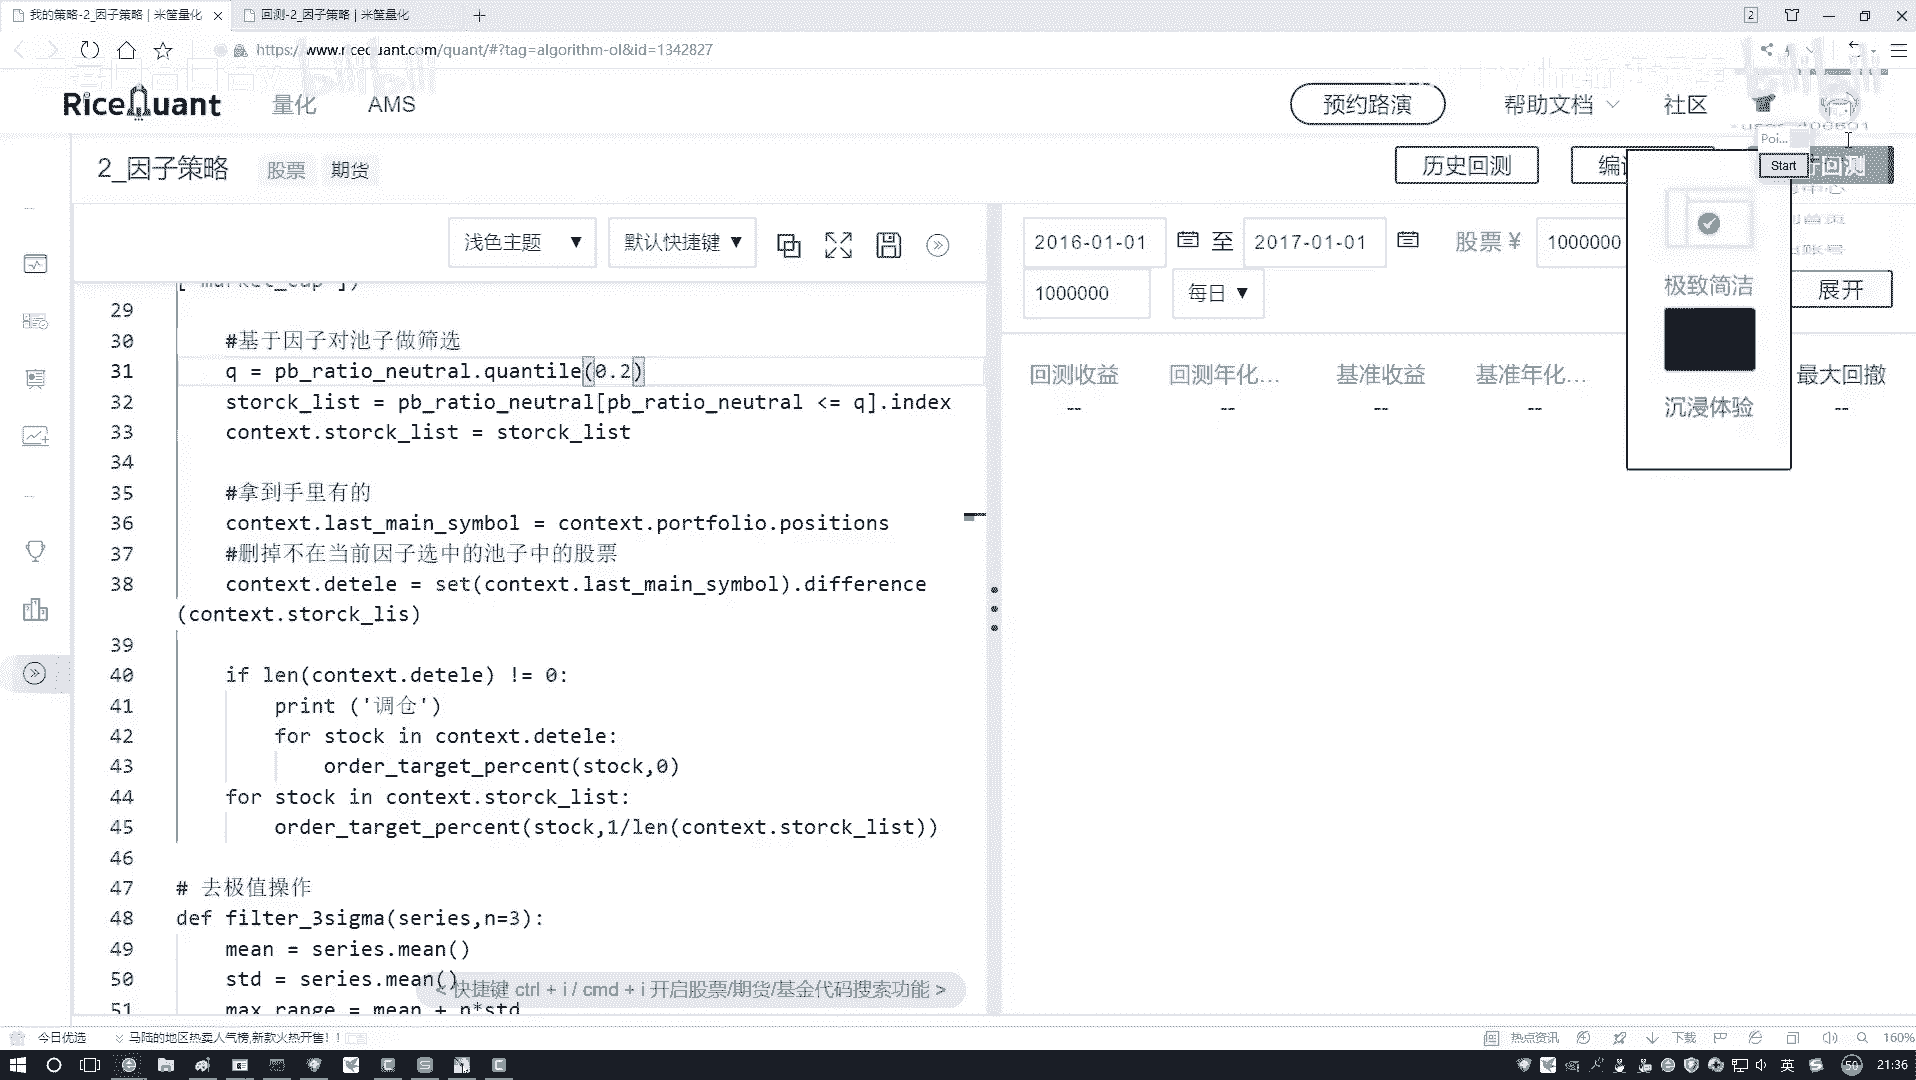 我的策略-2_因子策略 | 米筐量化
回测-2_因子策略 | 米筐量化
2
https://www.ricequant.com/quant/#?tag=algorithm-ol&id=1342827
bilibili
RiceQuant 量化 AMS 预约路演 帮助文档 社区
Poi...
2_因子策略 股票 期货 历史回测 Start 回测
浅色主题 ▼ 默认快捷键 ▼
2016-01-01 至 2017-01-01 股票 ¥ 1000000
1000000 每日 ▼ 展开
极致简洁
沉浸体验
回测收益 回测年化... 基准收益 基准年化... 最大回撤
-- -- -- -- --
["market_cap"])
29
30 #基于因子对池子做筛选
31 q = pb_ratio_neutral.quantile(0.2)
32 storck_list = pb_ratio_neutral[pb_ratio_neutral <= q].index
33 context.storck_list = storck_list
34
35 #拿到手里有的
36 context.last_main_symbol = context.portfolio.positions
37 #删掉不在当前因子选中的池子中的股票
38 context.detele = set(context.last_main_symbol).difference
(context.storck_lis)
39
40 if len(context.detele) != 0:
41 print ('调仓')
42 for stock in context.detele:
43 order_target_percent(stock,0)
44 for stock in context.storck_list:
45 order_target_percent(stock,1/len(context.storck_list))
46
47 # 去极值操作
48 def filter_3sigma(series,n=3):
49 mean = series.mean()
50 std = series.mean()
< 快捷键 ctrl + i / cmd + i 开启股票/期货/基金代码搜索功能 >
51 max_range = mean + n*std
今日优选 马陆的地区热卖人气榜,新款火热开售！！ 热点资讯 下载 160%
英 50 21:36